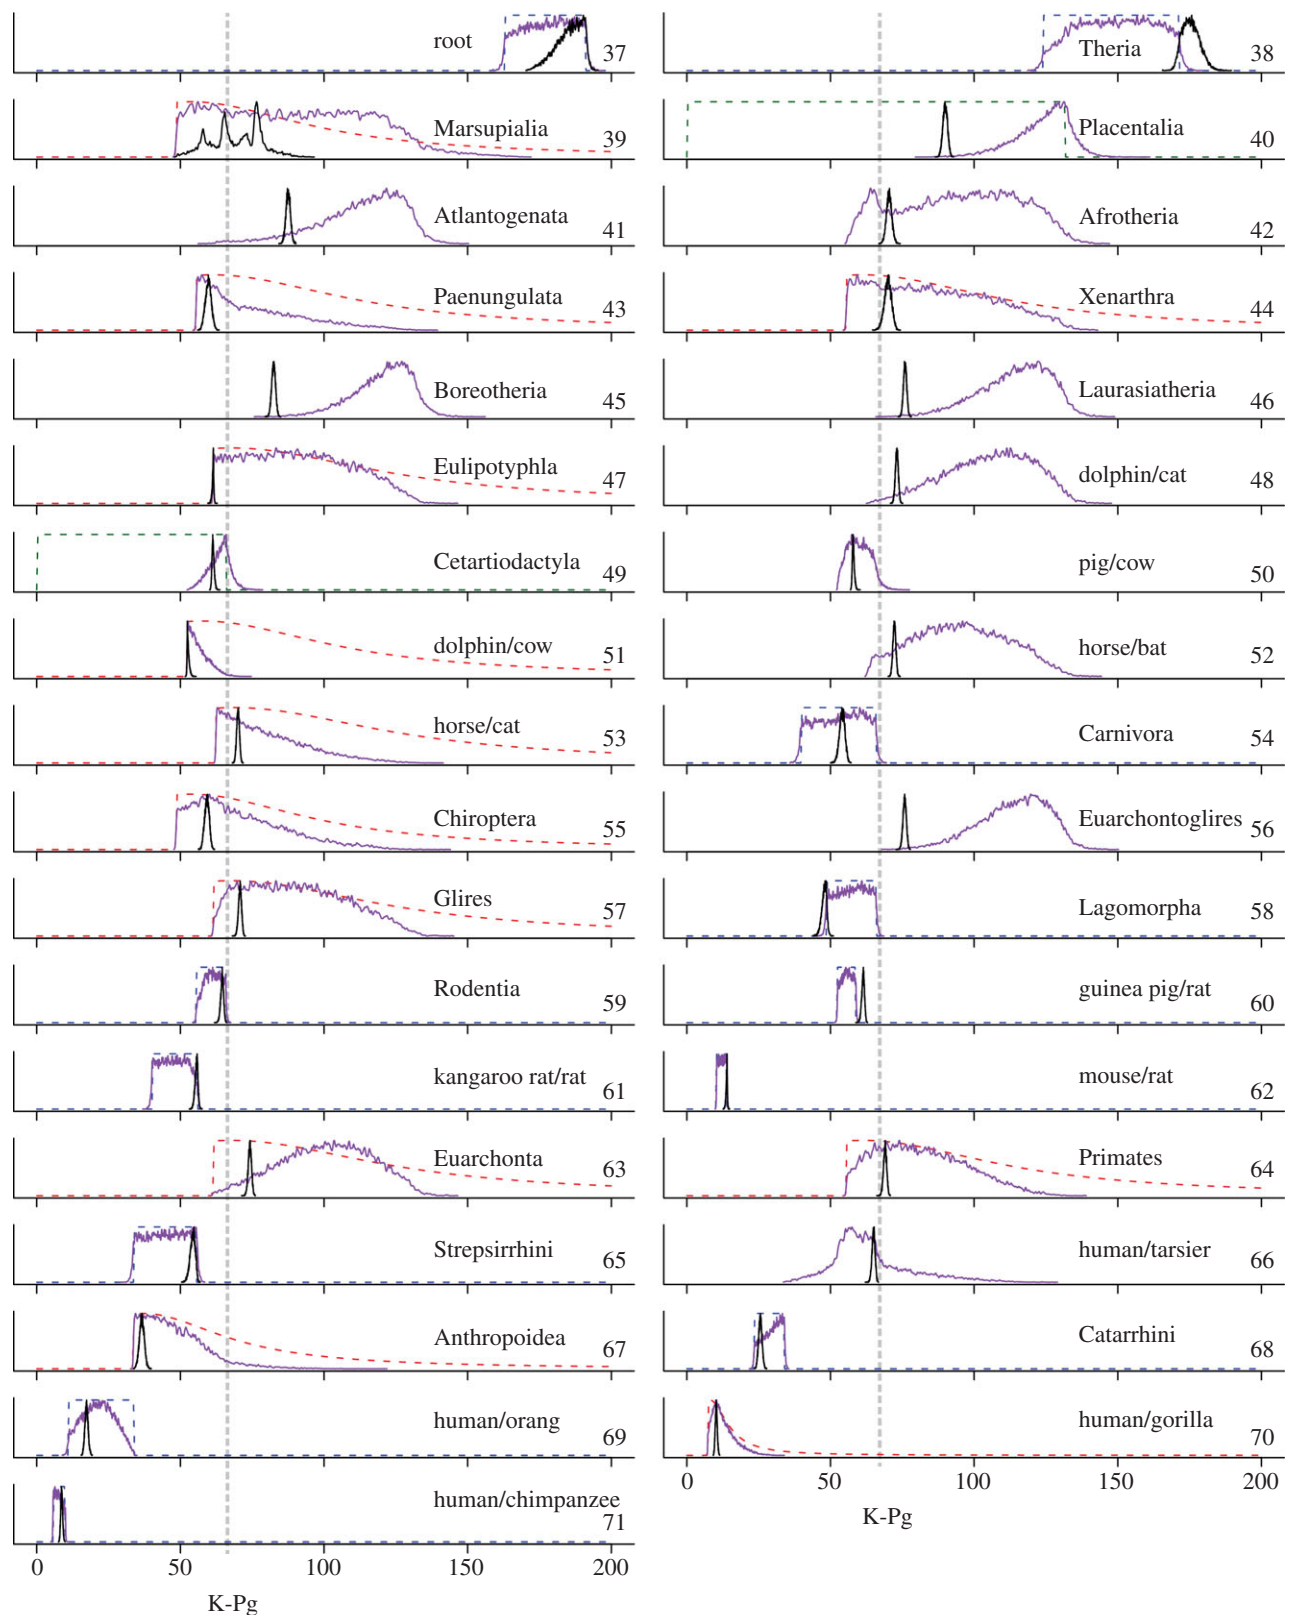 root 37
Theria 38
Marsupialia 39
Placentalia 40
Atlantogenata 41
Afrotheria 42
Paenungulata 43
Xenarthra 44
Boreotheria 45
Laurasiatheria 46
Eulipotyphla 47
dolphin/cat 48
Cetartiodactyla 49
pig/cow 50
dolphin/cow 51
horse/bat 52
horse/cat 53
Carnivora 54
Chiroptera 55
Euarchontoglires 56
Glires 57
Lagomorpha 58
Rodentia 59
guinea pig/rat 60
kangaroo rat/rat 61
mouse/rat 62
Euarchonta 63
Primates 64
Strepsirrhini 65
human/tarsier 66
Anthropoidea 67
Catarrhini 68
human/orang 69
human/gorilla 70
0 50 100 150 200
K-Pg
human/chimpanzee 71
0 50 100 150 200
K-Pg